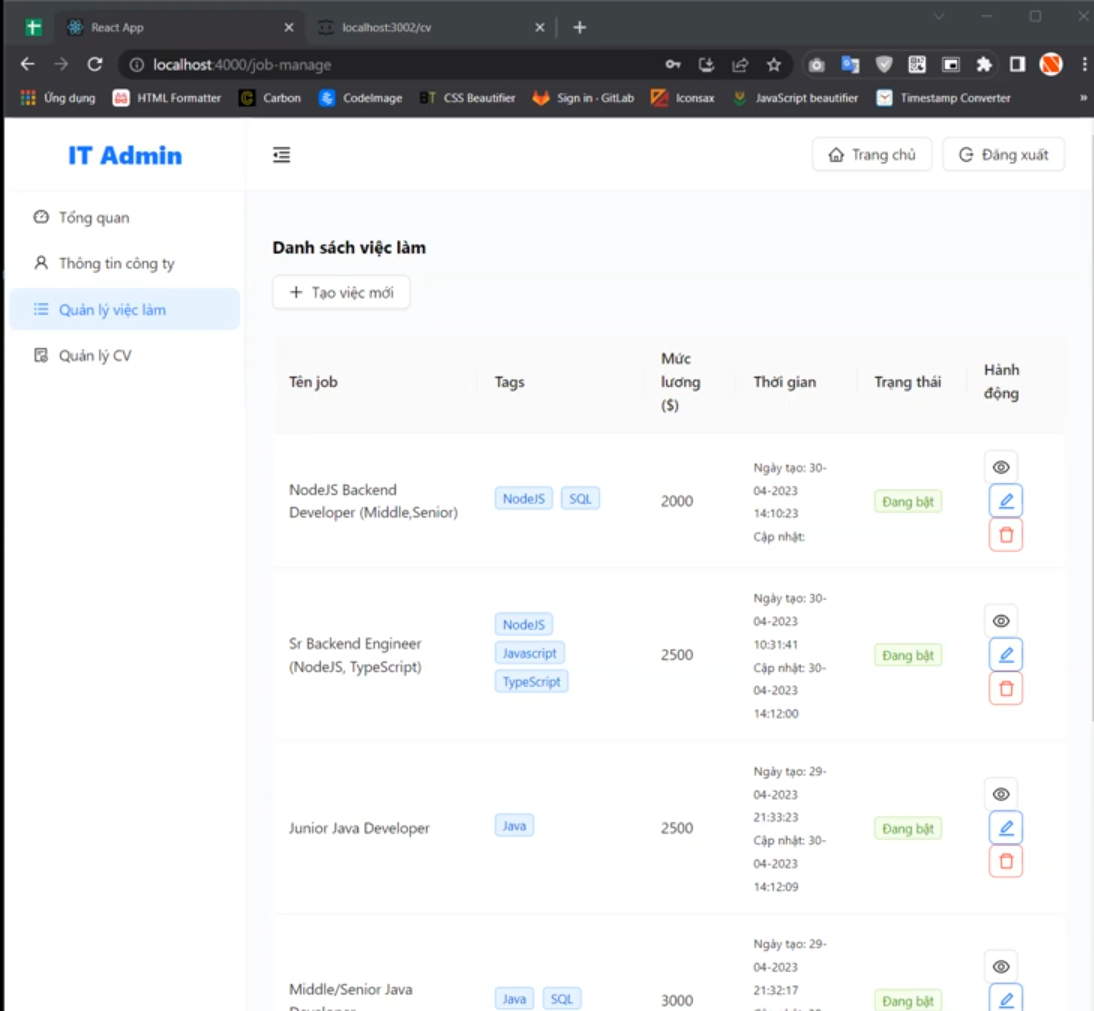 React App
localhost:3002/cv
localhost:4000/job-manage
Ứng dụng HTML Formatter Carbon CodeImage CSS Beautifier Sign in · GitLab Iconsax JavaScript beautifier Timestamp Converter »
IT Admin
Trang chủ
Đăng xuất
Tổng quan
Thông tin công ty
Quản lý việc làm
Quản lý CV
Danh sách việc làm
+ Tạo việc mới
Tên job
Tags
Mức
lương
($)
Thời gian
Trạng thái
Hành
động
NodeJS Backend
Developer (Middle,Senior)
NodeJS SQL
2000
Ngày tạo: 30-
04-2023
14:10:23
Cập nhật:
Đang bật
Sr Backend Engineer
(NodeJS, TypeScript)
NodeJS
Javascript
TypeScript
2500
Ngày tạo: 30-
04-2023
10:31:41
Cập nhật: 30-
04-2023
14:12:00
Đang bật
Junior Java Developer
Java
2500
Ngày tạo: 29-
04-2023
21:33:23
Cập nhật: 30-
04-2023
14:12:09
Đang bật
Middle/Senior Java
Java SQL
3000
Ngày tạo: 29-
04-2023
21:32:17
Đang bật